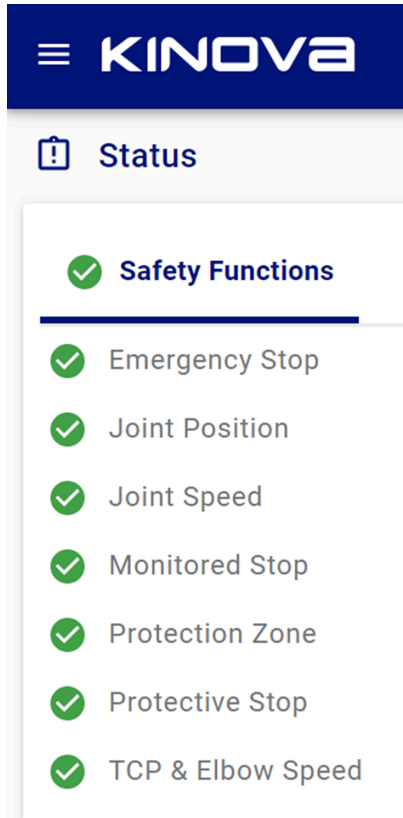 KINOVA
Status
Safety Functions
Emergency Stop
Joint Position
Joint Speed
Monitored Stop
Protection Zone
Protective Stop
TCP & Elbow Speed